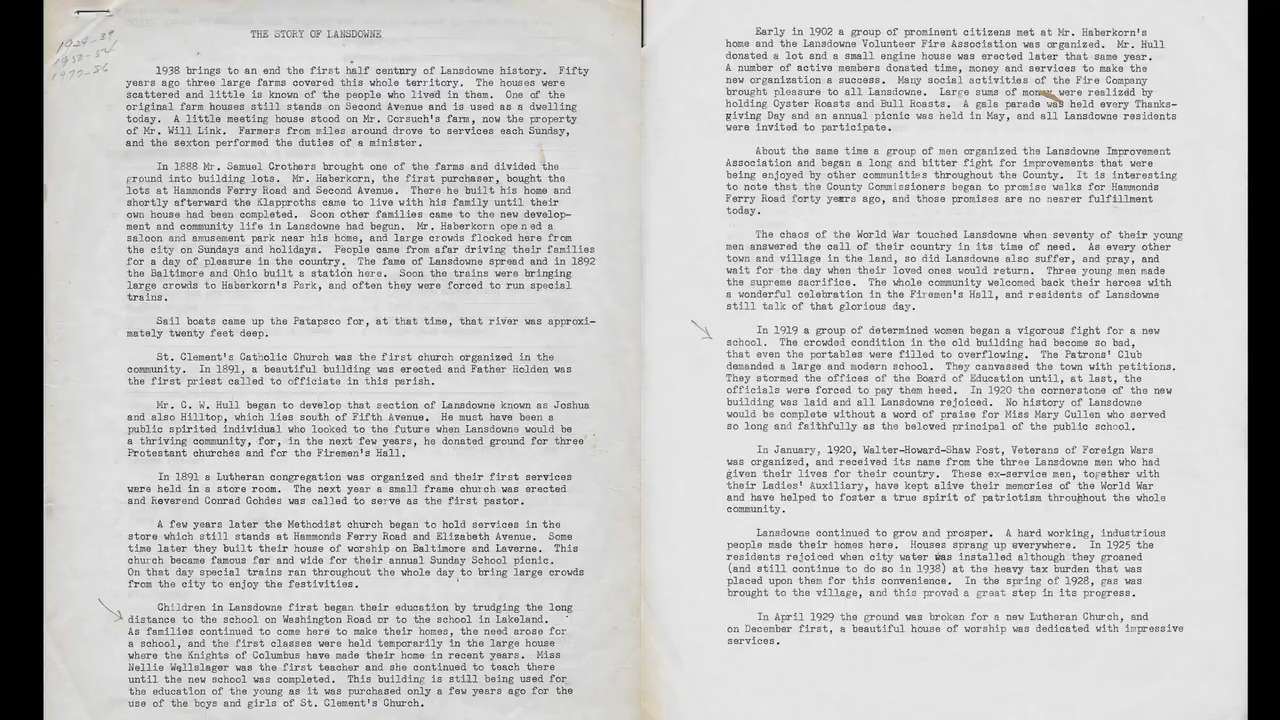 THE STORY OF LANSDOWNE
1938 brings to an end the first half century of Lansdowne history. Fifty
years ago three large farms covered this whole territory. The houses were
scattered and little is known of the people who lived in them. One of the
original farm houses still stands on Second Avenue and is used as a dwelling
today. A little meeting house stood on Mr. Corsuch's farm, now the property
of Mr. Will Link. Farmers from miles around drove to services each Sunday,
and the sexton performed the duties of a minister.
In 1888 Mr. Samuel Crothers brought one of the farms and divided the
ground into building lots. Mr. Haberkorn, the first purchaser, bought the
lots at Hammonds Ferry Road and Second Avenue. There he built his home and
shortly afterward the Klapproths came to live with his family until their
own house had been completed. Soon other families came to the new develop-
ment and community life in Lansdowne had begun. Mr. Haberkorn opened a
saloon and amusement park near his home, and large crowds flocked here from
the city on Sundays and holidays. People came from afar driving their families
for a day of pleasure in the country. The fame of Lansdowne spread and in 1892
the Baltimore and Ohio built a station here. Soon the trains were bringing
large crowds to Haberkorn's Park, and often they were forced to run special
trains.
Sail boats came up the Patapsco for, at that time, that river was approxi-
mately twenty feet deep.
St. Clement's Catholic Church was the first church organized in the
community. In 1891, a beautiful building was erected and Father Holden was
the first priest called to officiate in this parish.
Mr. C. W. Hull began to develop that section of Lansdowne known as Joshua
and also Hilltop, which lies south of Fifth Avenue. He must have been a
public spirited individual who looked to the future when Lansdowne would be
a thriving community, for, in the next few years, he donated ground for three
Protestant churches and for the Firemen's Hall.
In 1891 a Lutheran congregation was organized and their first services
were held in a store room. The next year a small frame church was erected
and Reverend Conrad Gohdes was called to serve as the first pastor.
A few years later the Methodist church began to hold services in the
store which still stands at Hammonds Ferry Road and Elizabeth Avenue. Some
time later they built their house of worship on Baltimore and Laverne. This
church became famous far and wide for their annual Sunday School picnic.
On that day special trains ran throughout the whole day to bring large crowds
from the city to enjoy the festivities.
Children in Lansdowne first began their education by trudging the long
distance to the school on Washington Road or to the school in Lakeland.
As families continued to come here to make their homes, the need arose for
a school, and the first classes were held temporarily in the large house
where the Knights of Columbus have made their home in recent years. Miss
Nellie Wallslager was the first teacher and she continued to teach there
until the new school was completed. This building is still being used for
the education of the young as it was purchased only a few years ago for the
use of the boys and girls of St. Clement's Church.
Early in 1902 a group of prominent citizens met at Mr. Haberkorn's
home and the Lansdowne Volunteer Fire Association was organized. Mr. Hull
donated a lot and a small engine house was erected later that same year.
A number of active members donated time, money and services to make the
new organization a success. Many social activities of the Fire Company
brought pleasure to all Lansdowne. Large sums of money were realized by
holding Oyster Roasts and Bull Roasts. A gala parade was held every Thanks-
giving Day and an annual picnic was held in May, and all Lansdowne residents
were invited to participate.
About the same time a group of men organized the Lansdowne Improvement
Association and began a long and bitter fight for improvements that were
being enjoyed by other communities throughout the County. It is interesting
to note that the County Commissioners began to promise walks for Hammonds
Ferry Road forty years ago, and those promises are no nearer fulfillment
today.
The chaos of the World War touched Lansdowne when seventy of their young
men answered the call of their country in its time of need. As every other
town and village in the land, so did Lansdowne also suffer, and pray, and
wait for the day when their loved ones would return. Three young men made
the supreme sacrifice. The whole community welcomed back their heroes with
a wonderful celebration in the Firemen's Hall, and residents of Lansdowne
still talk of that glorious day.
In 1919 a group of determined women began a vigorous fight for a new
school. The crowded condition in the old building had become so bad,
that even the portables were filled to overflowing. The Patrons' Club
demanded a large and modern school. They canvassed the town with petitions.
They stormed the offices of the Board of Education until, at last, the
officials were forced to pay them heed. In 1920 the cornerstone of the new
building was laid and all Lansdowne rejoiced. No history of Lansdowne
would be complete without a word of praise for Miss Mary Cullen who served
so long and faithfully as the beloved principal of the public school.
In January, 1920, Walter-Howard-Shaw Post, Veterans of Foreign Wars
was organized, and received its name from the three Lansdowne men who had
given their lives for their country. These ex-service men, together with
their Ladies' Auxiliary, have kept alive their memories of the World War
and have helped to foster a true spirit of patriotism throughout the whole
community.
Lansdowne continued to grow and prosper. A hard working, industrious
people made their homes here. Houses sprang up everywhere. In 1925 the
residents rejoiced when city water was installed although they groaned
(and still continue to do so in 1938) at the heavy tax burden that was
placed upon them for this convenience. In the spring of 1928, gas was
brought to the village, and this proved a great step in its progress.
In April 1929 the ground was broken for a new Lutheran Church, and
on December first, a beautiful house of worship was dedicated with impressive
services.